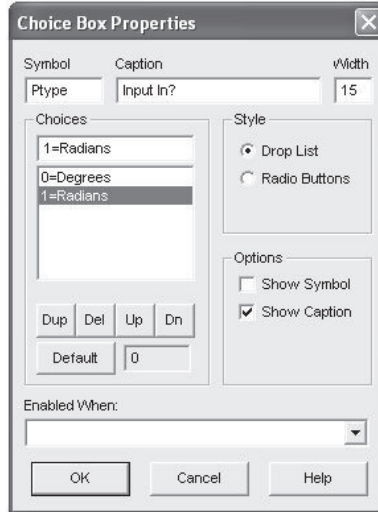 Choice Box Properties
Symbol Caption Width
Ptype Input In? 15
Choices
1=Radians
0=Degrees
1=Radians
Dup Del Up Dn
Default 0
Style
Drop List
Radio Buttons
Options
Show Symbol
Show Caption
Enabled When:
OK Cancel Help